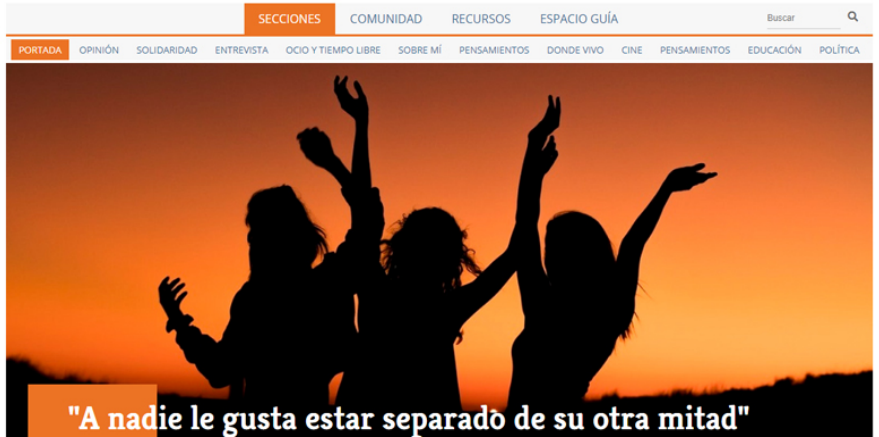 SECCIONES COMUNIDAD RECURSOS ESPACIO GUÍA Buscar
PORTADA OPINIÓN SOLIDARIDAD ENTREVISTA OCIO Y TIEMPO LIBRE SOBRE MÍ PENSAMIENTOS DONDE VIVO CINE PENSAMIENTOS EDUCACIÓN POLÍTICA
"A nadie le gusta estar separado de su otra mitad"